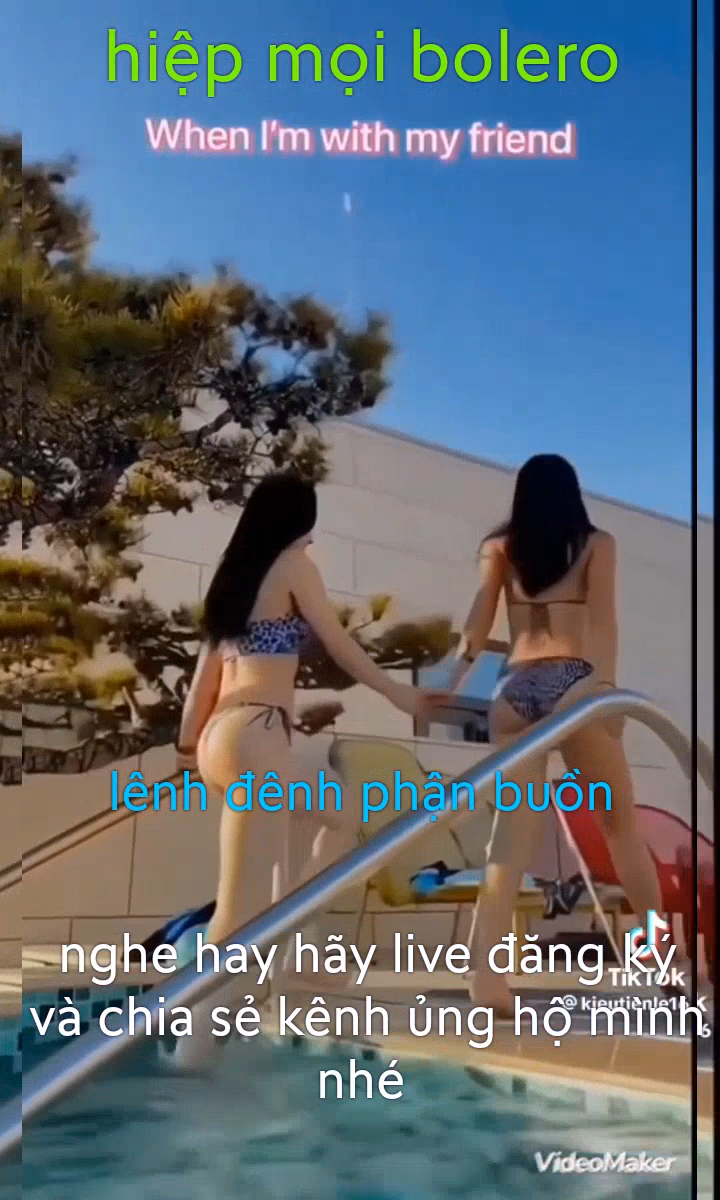 hiệp mọi bolero
When I'm with my friend
lênh đênh phận buồn
nghe hay hãy live đăng ký
và chia sẻ kênh ủng hộ mình
nhé
TikTok
VideoMaker